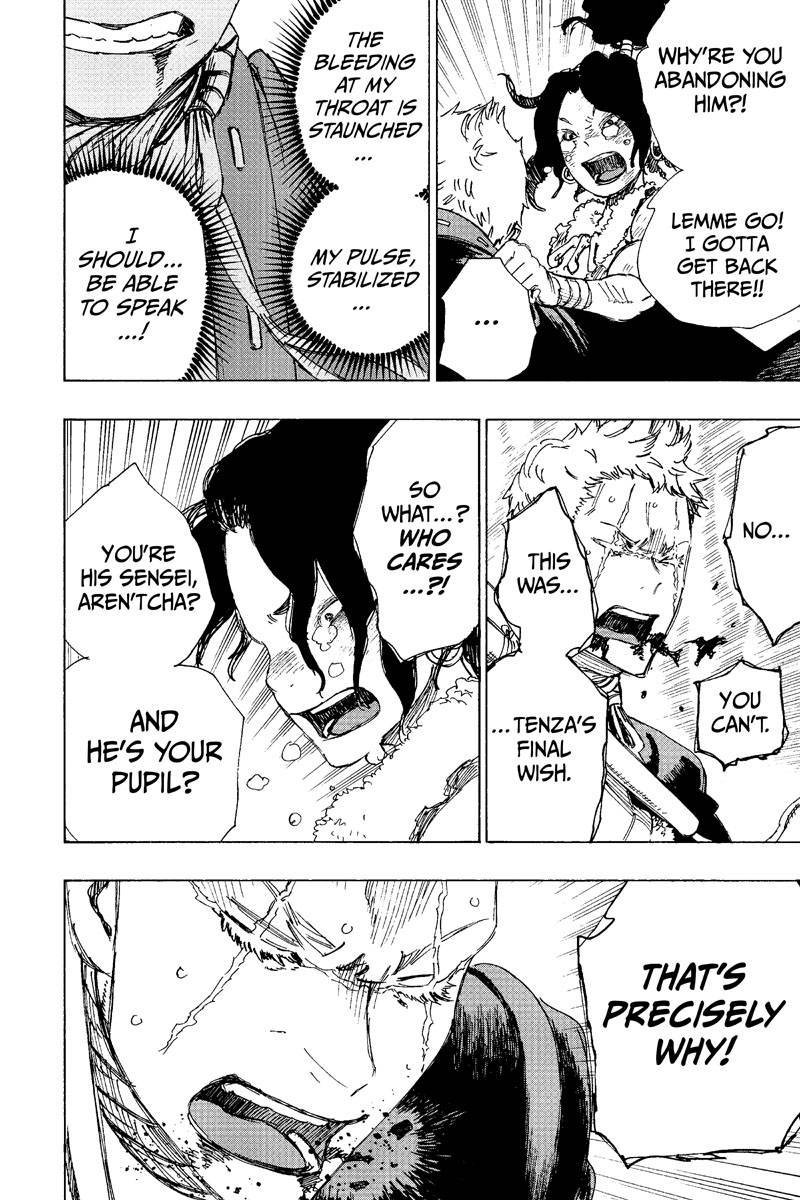 WHY'RE YOU
ABANDONING
HIM?!
LEMME GO!
I GOTTA
GET BACK
THERE!!
...
THE
BLEEDING
AT MY
THROAT IS
STAUNCHED
...
MY PULSE,
STABILIZED
...
I
SHOULD...
BE ABLE
TO SPEAK
...!
NO...
YOU
CAN'T.
THIS
WAS...
...TENZA'S
FINAL
WISH.
SO
WHAT...?
WHO
CARES
...?!
YOU'RE
HIS SENSEI,
AREN'TCHA?
AND
HE'S YOUR
PUPIL?
THAT'S
PRECISELY
WHY!